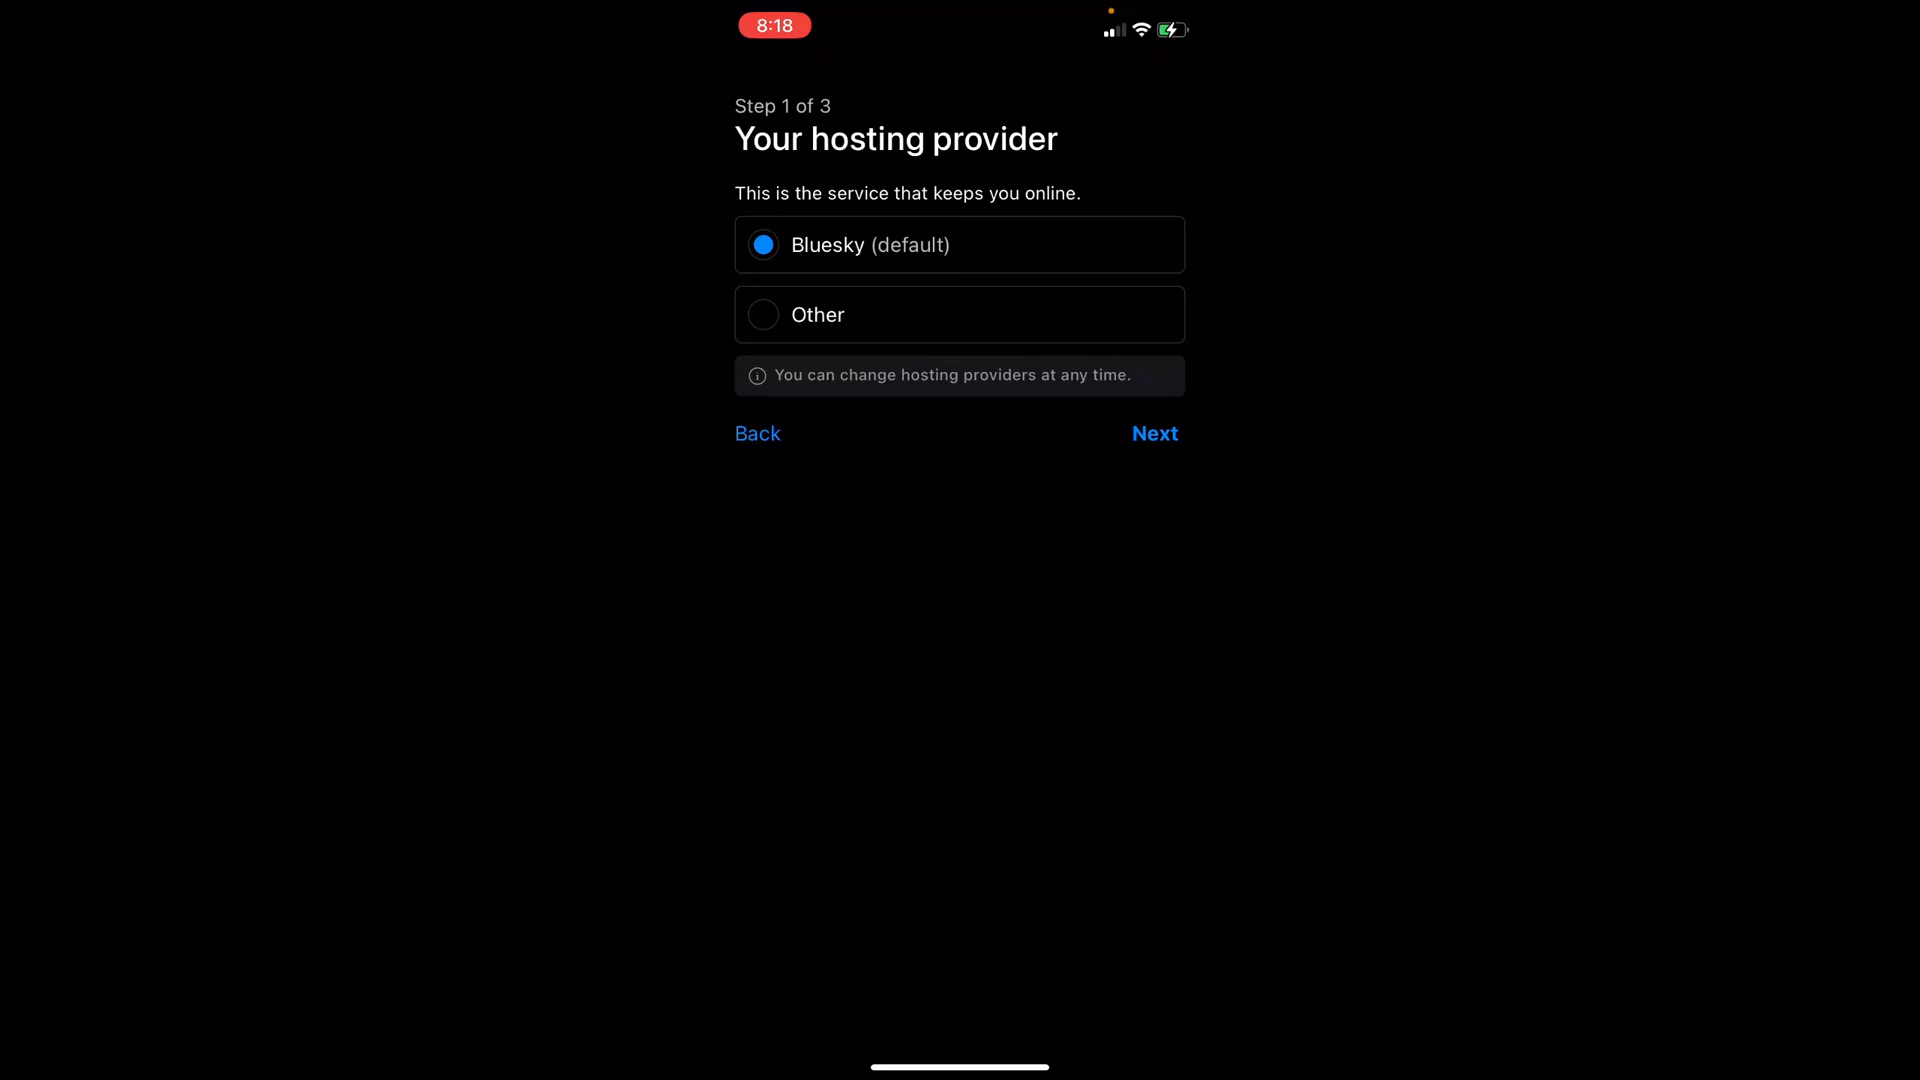 8:18
Step 1 of 3
Your hosting provider
This is the service that keeps you online.
Bluesky (default)
Other
You can change hosting providers at any time.
Back
Next